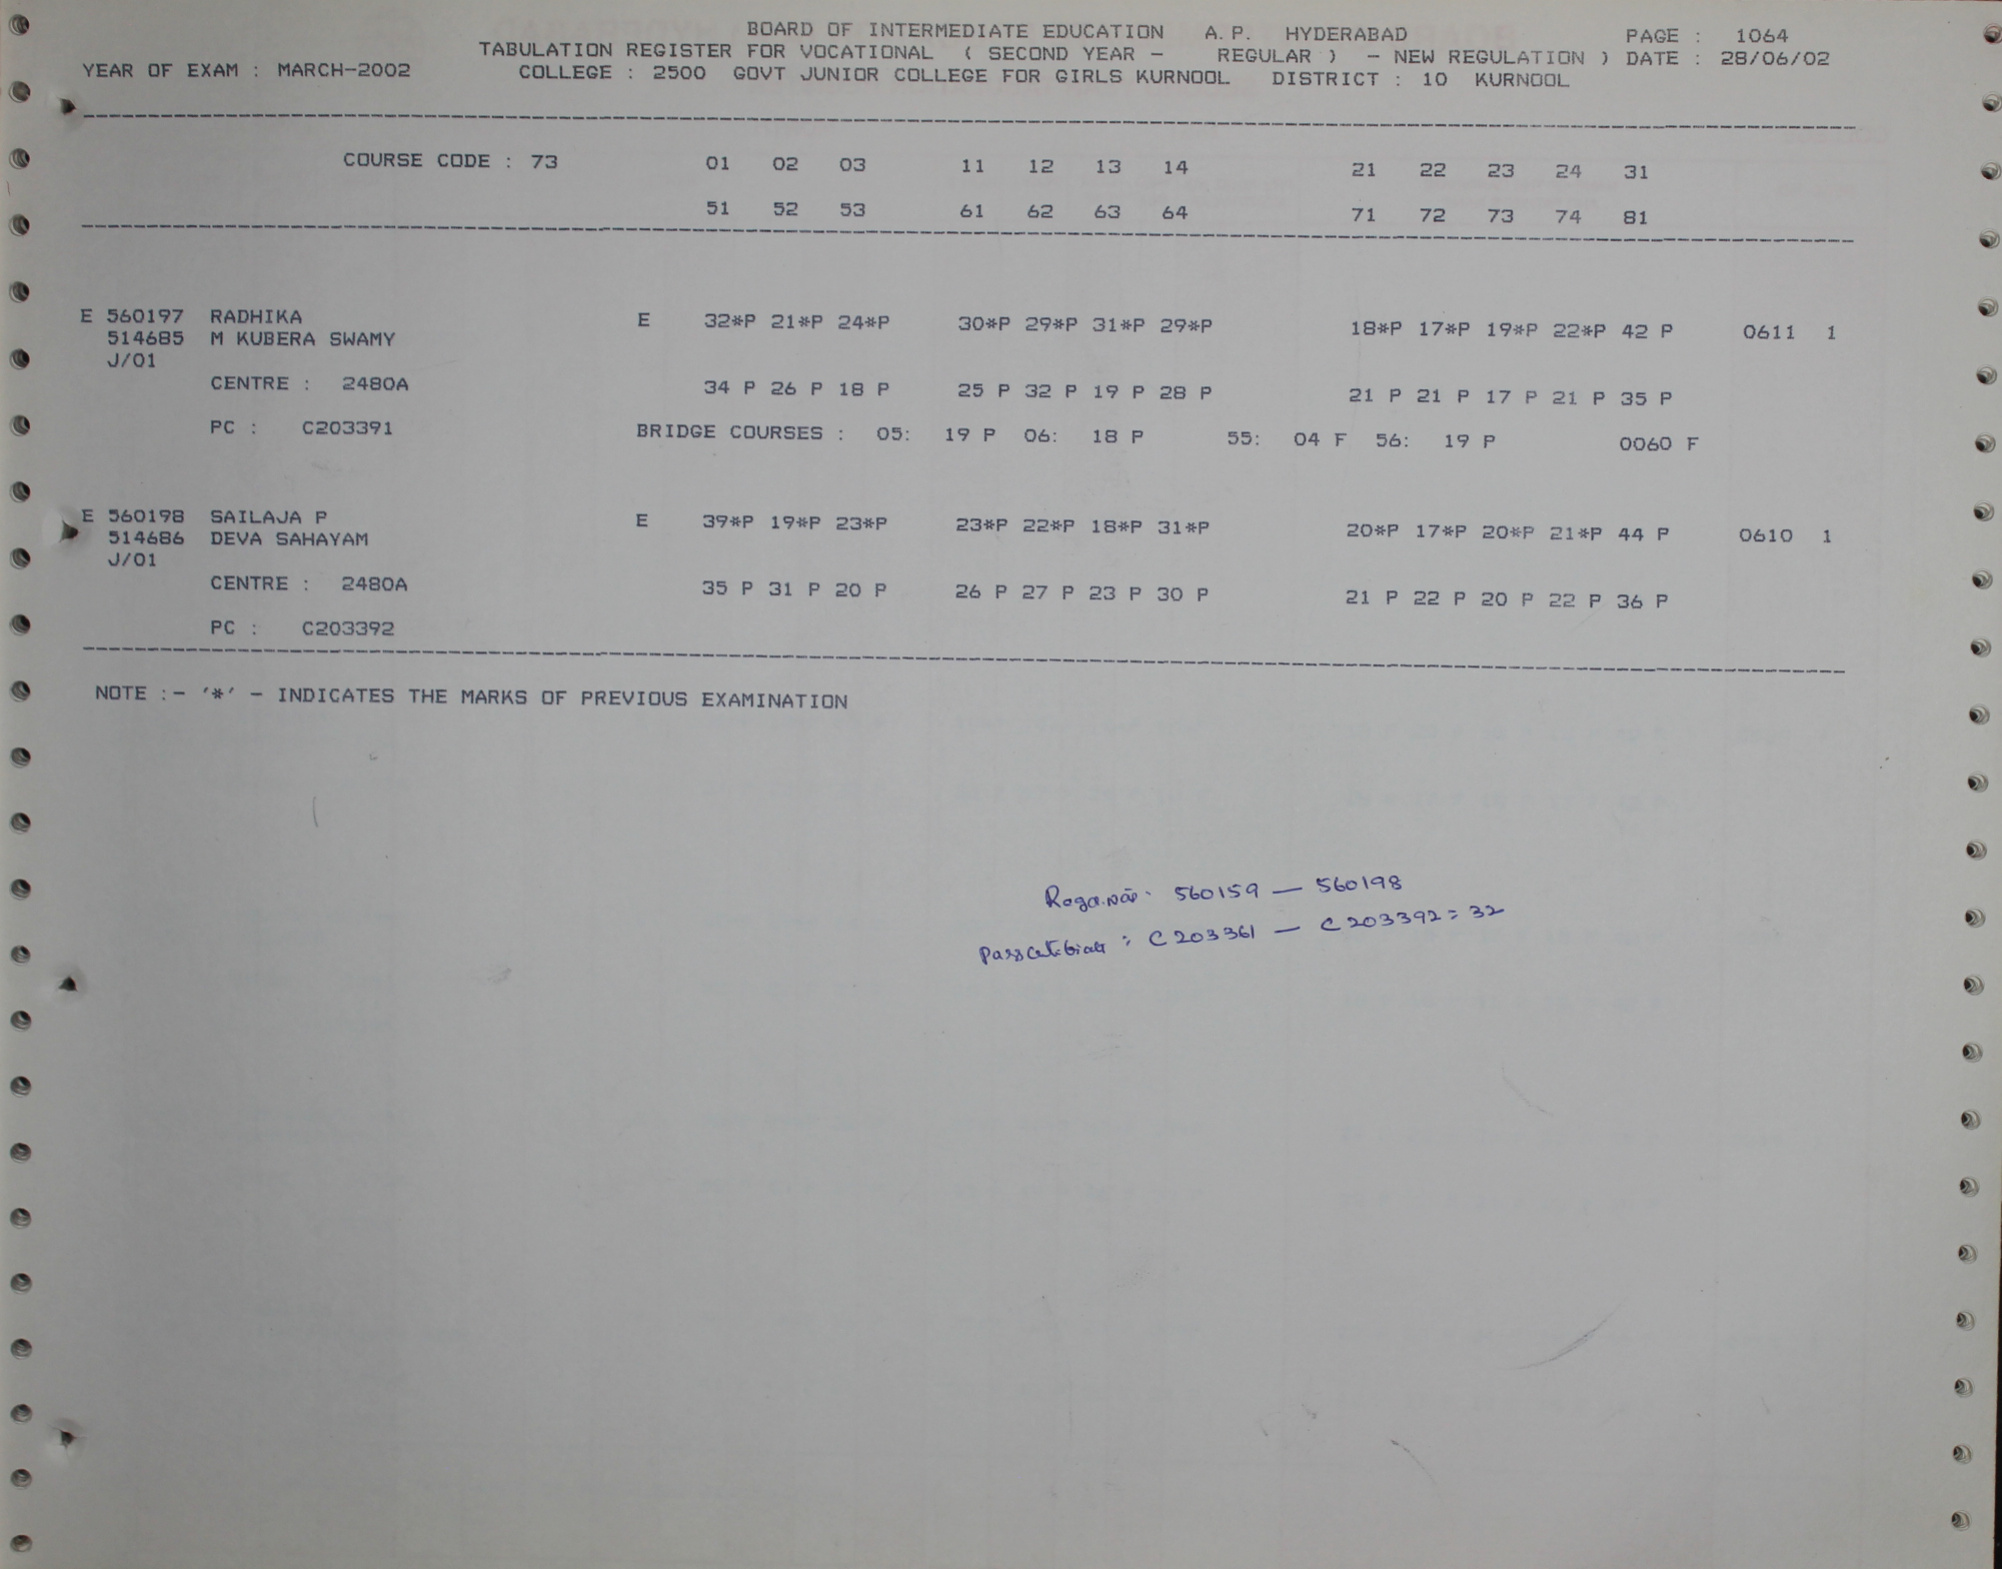 BOARD OF INTERMEDIATE EDUCATION A.P. HYDERABAD PAGE : 1064
TABULATION REGISTER FOR VOCATIONAL ( SECOND YEAR - REGULAR ) - NEW REGULATION ) DATE : 28/06/02
YEAR OF EXAM : MARCH-2002 COLLEGE : 2500 GOVT JUNIOR COLLEGE FOR GIRLS KURNOOL DISTRICT : 10 KURNOOL
COURSE CODE : 73 01 02 03 11 12 13 14 21 22 23 24 31
51 52 53 61 62 63 64 71 72 73 74 81
E 560197 RADHIKA E 32*P 21*P 24*P 30*P 29*P 31*P 29*P 18*P 17*P 19*P 22*P 42 P 0611 1
514685 M KUBERA SWAMY
J/01
CENTRE : 2480A 34 P 26 P 18 P 25 P 32 P 19 P 28 P 21 P 21 P 17 P 21 P 35 P
PC : C203391 BRIDGE COURSES : 05: 19 P 06: 18 P 55: 04 F 56: 19 P 0060 F
E 560198 SAILAJA P E 39*P 19*P 23*P 23*P 22*P 18*P 31*P 20*P 17*P 20*P 21*P 44 P 0610 1
514686 DEVA SAHAYAM
J/01
CENTRE : 2480A 35 P 31 P 20 P 26 P 27 P 23 P 30 P 21 P 22 P 20 P 22 P 36 P
PC : C203392
NOTE :- '*' - INDICATES THE MARKS OF PREVIOUS EXAMINATION
560159 — 560198
: C203361 — C203392 = 32